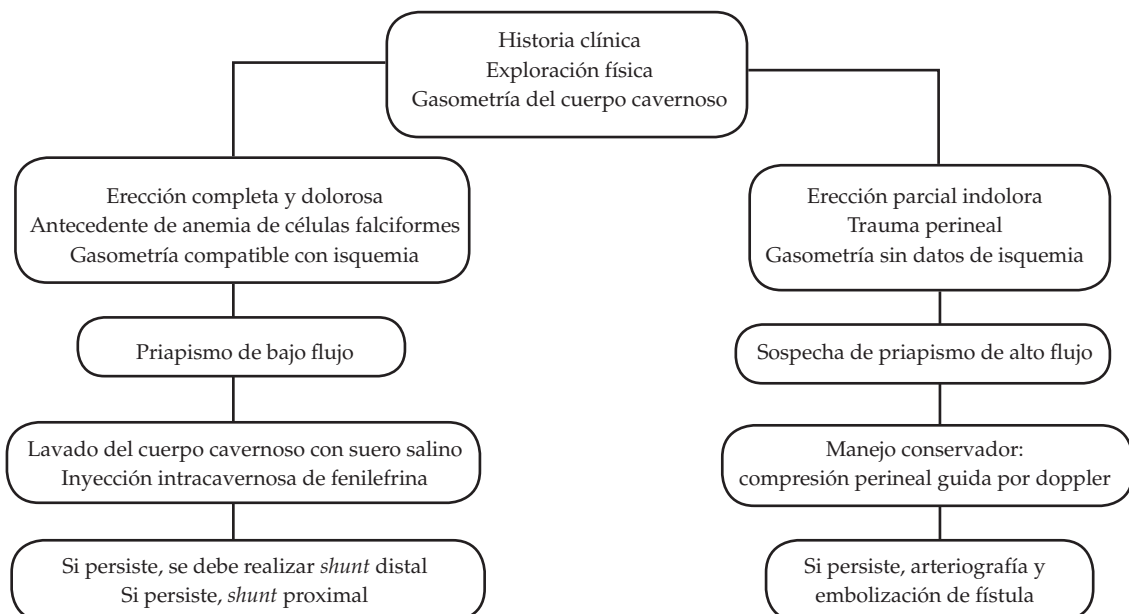 Historia clínica
Exploración física
Gasometría del cuerpo cavernoso
Erección completa y dolorosa
Antecedente de anemia de células falciformes
Gasometría compatible con isquemia
Priapismo de bajo flujo
Lavado del cuerpo cavernoso con suero salino
Inyección intracavernosa de fenilefrina
Si persiste, se debe realizar shunt distal
Si persiste, shunt proximal
Erección parcial indolora
Trauma perineal
Gasometría sin datos de isquemia
Sospecha de priapismo de alto flujo
Manejo conservador:
compresión perineal guida por doppler
Si persiste, arteriografía y
embolización de fístula